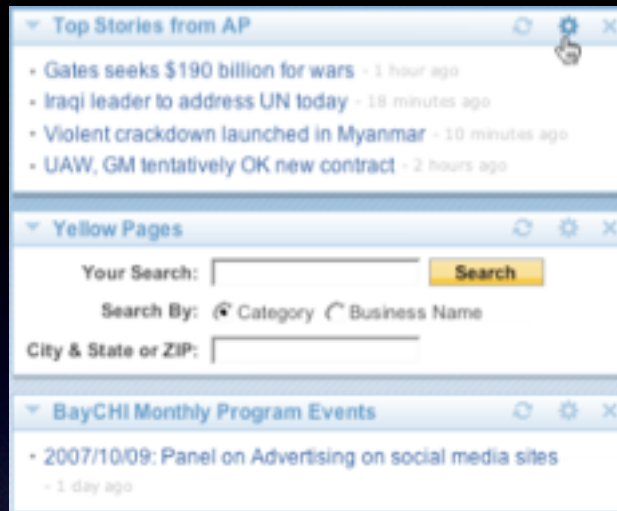 Top Stories from AP
Gates seeks $190 billion for wars - 1 hour ago
Iraqi leader to address UN today - 18 minutes ago
Violent crackdown launched in Myanmar - 10 minutes ago
UAW, GM tentatively OK new contract - 2 hours ago
Yellow Pages
Your Search: Search
Search By: Category Business Name
City & State or ZIP:
BayCHI Monthly Program Events
2007/10/09: Panel on Advertising on social media sites
- 1 day ago